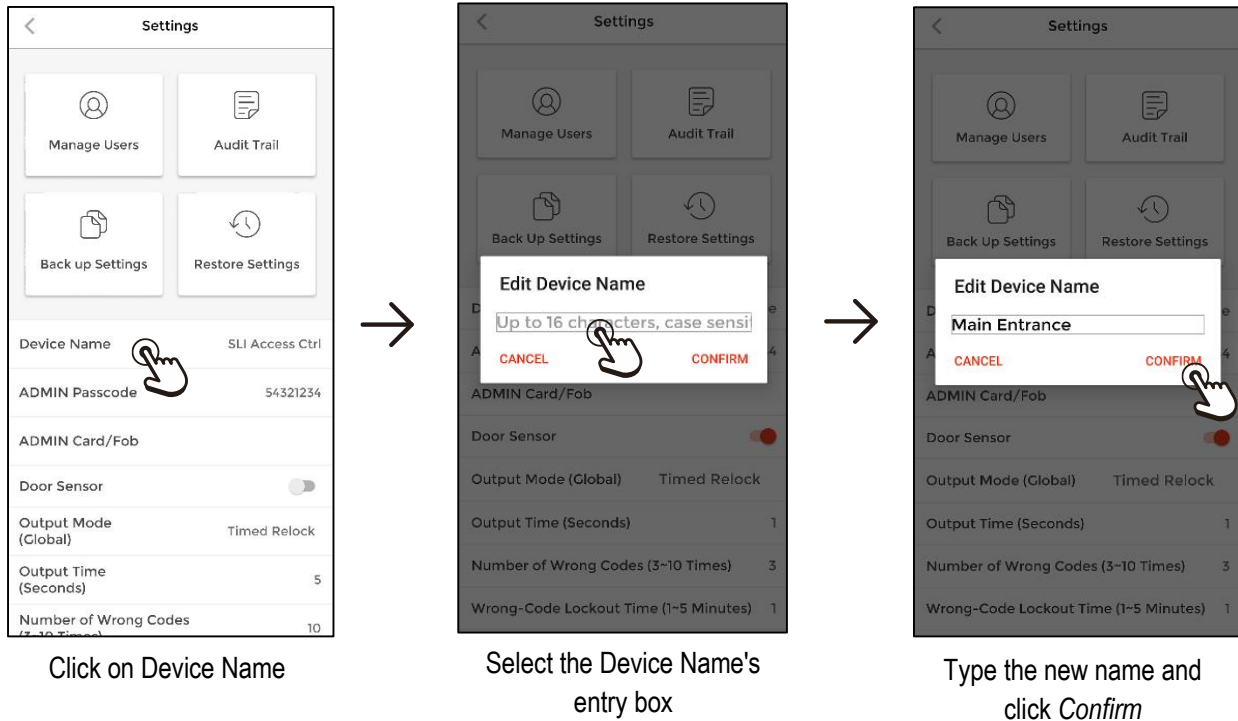 Settings
Manage Users Audit Trail
Back up Settings Restore Settings
Device Name SLI Access Ctrl
ADMIN Passcode 54321234
ADMIN Card/Fob
Door Sensor
Output Mode
(Global) Timed Relock
Output Time
(Seconds) 5
Number of Wrong Codes
(3~10 Times) 10
Click on Device Name
Settings
Manage Users Audit Trail
Back Up Settings Restore Settings
Edit Device Name
Up to 16 characters, case sensi
CANCEL CONFIRM
D e
A 4
ADMIN Card/Fob
Door Sensor
Output Mode (Global) Timed Relock
Output Time (Seconds) 1
Number of Wrong Codes (3~10 Times) 3
Wrong-Code Lockout Time (1~5 Minutes) 1
Select the Device Name's
entry box
Settings
Manage Users Audit Trail
Back Up Settings Restore Settings
Edit Device Name
Main Entrance
CANCEL CONFIRM
D e
A 4
ADMIN Card/Fob
Door Sensor
Output Mode (Global) Timed Relock
Output Time (Seconds) 1
Number of Wrong Codes (3~10 Times) 3
Wrong-Code Lockout Time (1~5 Minutes) 1
Type the new name and
click Confirm